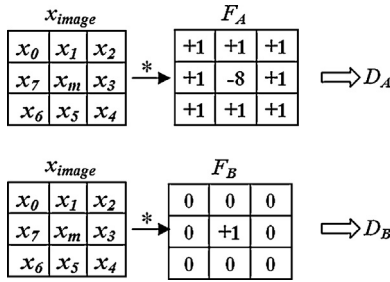 x_image F_A
x_0 x_1 x_2 +1 +1 +1
x_7 x_m x_3 * +1 -8 +1 D_A
x_6 x_5 x_4 +1 +1 +1
x_image F_B
x_0 x_1 x_2 0 0 0
x_7 x_m x_3 * 0 +1 0 D_B
x_6 x_5 x_4 0 0 0